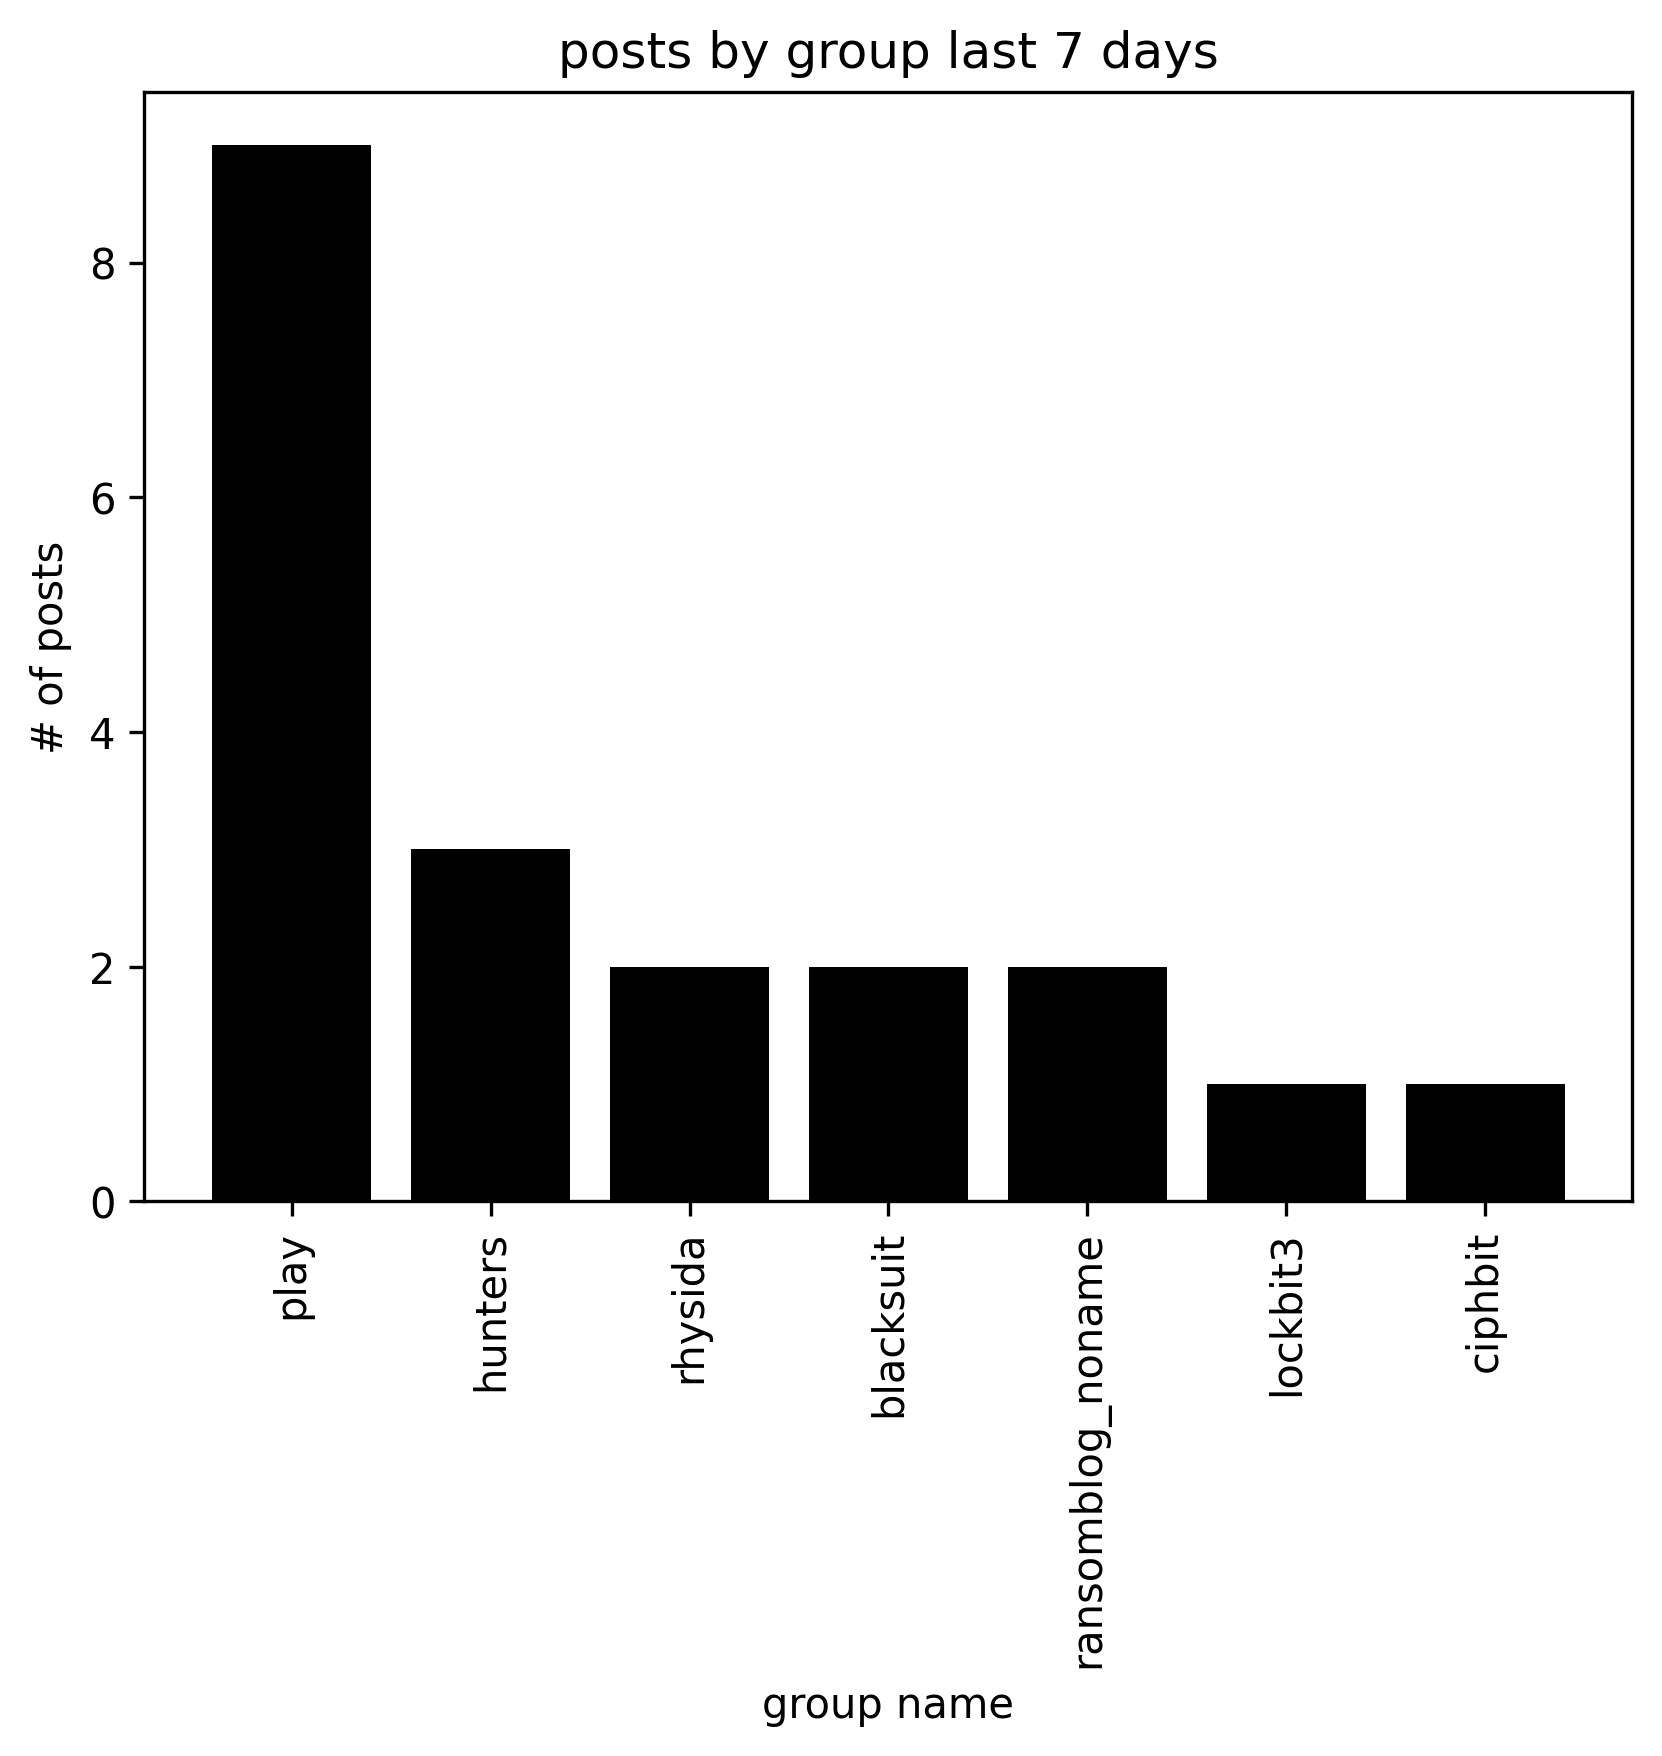 posts by group last 7 days
# of posts
8
6
4
2
0
play
hunters
rhysida
blacksuit
ransomblog_noname
lockbit3
ciphbit
group name